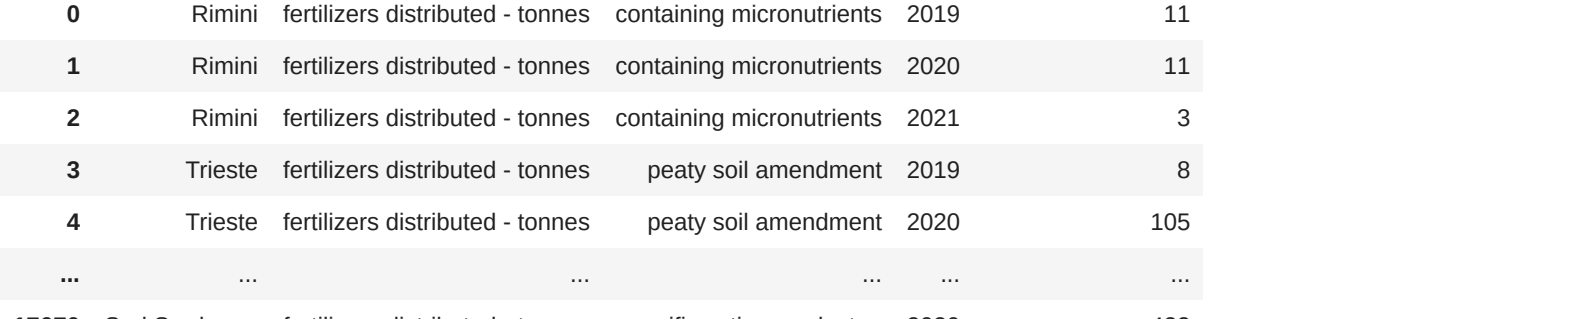 0 Rimini fertilizers distributed - tonnes containing micronutrients 2019 11
1 Rimini fertilizers distributed - tonnes containing micronutrients 2020 11
2 Rimini fertilizers distributed - tonnes containing micronutrients 2021 3
3 Trieste fertilizers distributed - tonnes peaty soil amendment 2019 8
4 Trieste fertilizers distributed - tonnes peaty soil amendment 2020 105
... ... ... ... ... ...